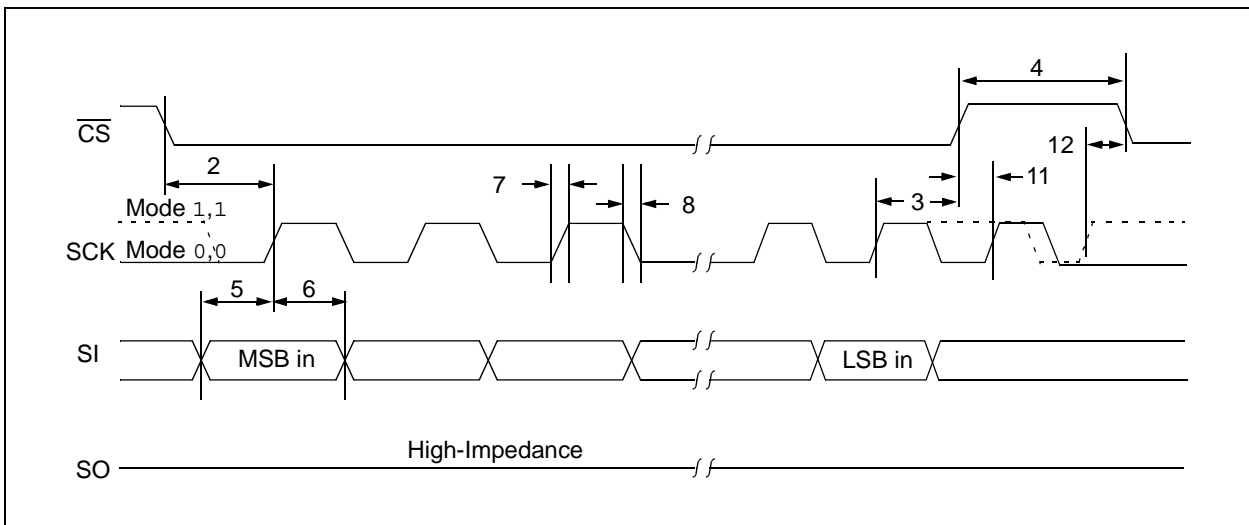 4
CS
12
2
7
8
3
11
Mode 1,1
SCK Mode 0,0
5
6
SI
MSB in
LSB in
High-Impedance
SO